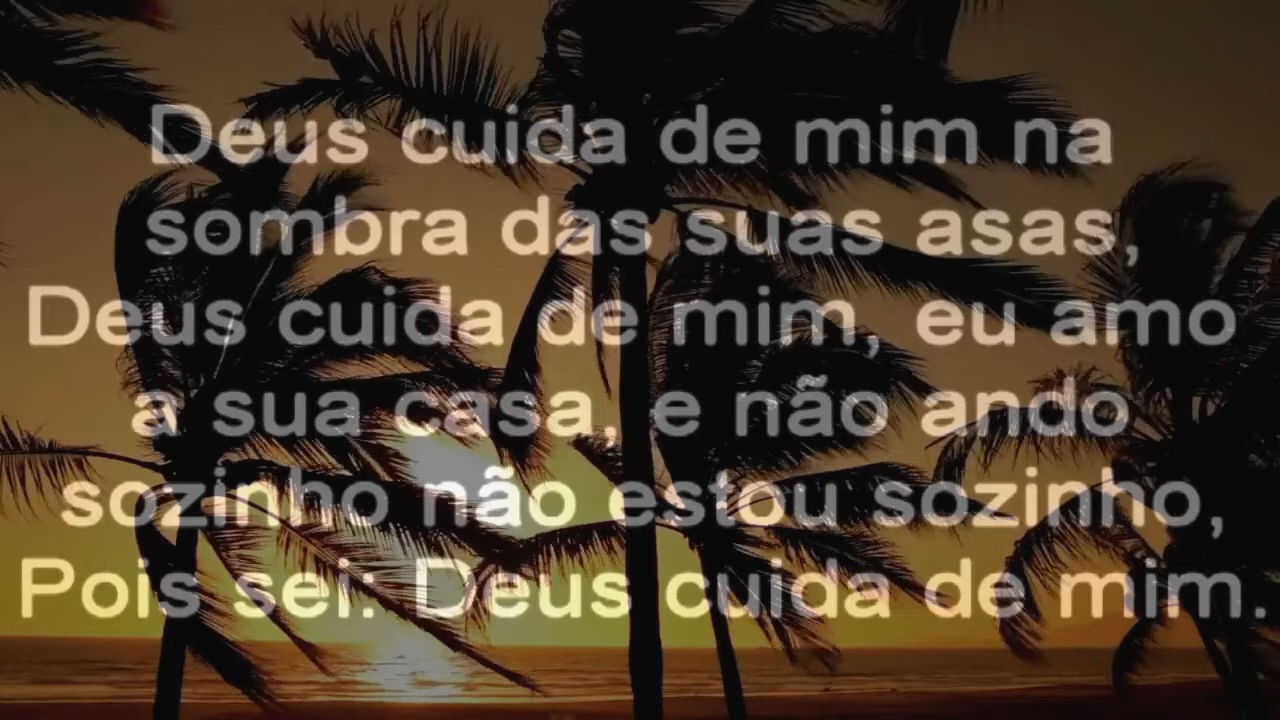 Deus cuida de mim na
sombra das suas asas,
Deus cuida de mim, eu amo
a sua casa, e não ando
sozinho não estou sozinho,
Pois sei: Deus cuida de mim.